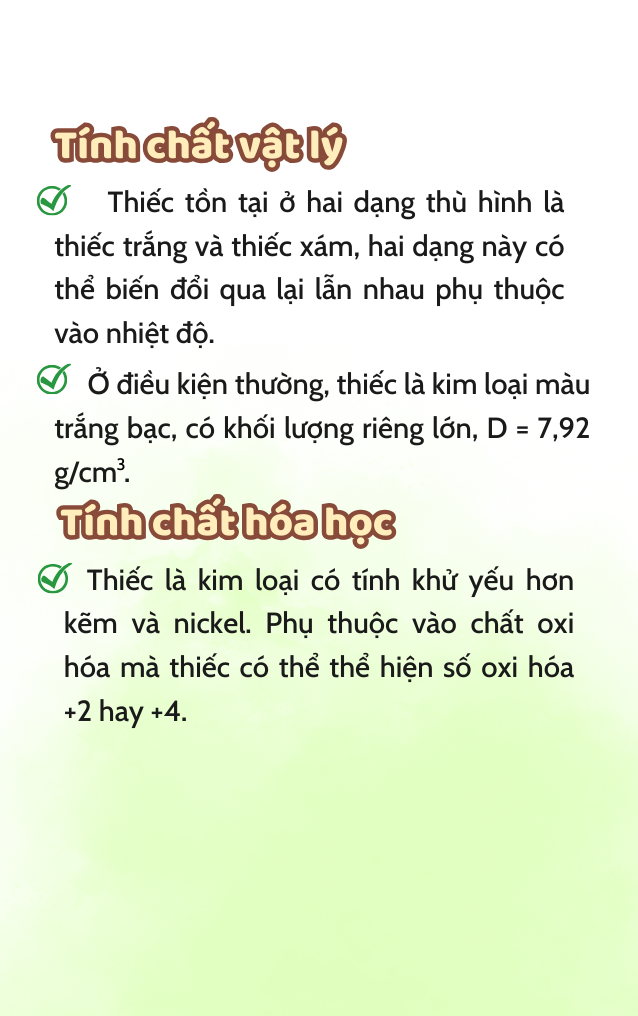 Tính chất vật lý
Thiếc tồn tại ở hai dạng thù hình là
thiếc trắng và thiếc xám, hai dạng này có
thể biến đổi qua lại lẫn nhau phụ thuộc
vào nhiệt độ.
Ở điều kiện thường, thiếc là kim loại màu
trắng bạc, có khối lượng riêng lớn, D = 7,92
g/cm³.
Tính chất hóa học
Thiếc là kim loại có tính khử yếu hơn
kẽm và nickel. Phụ thuộc vào chất oxi
hóa mà thiếc có thể thể hiện số oxi hóa
+2 hay +4.